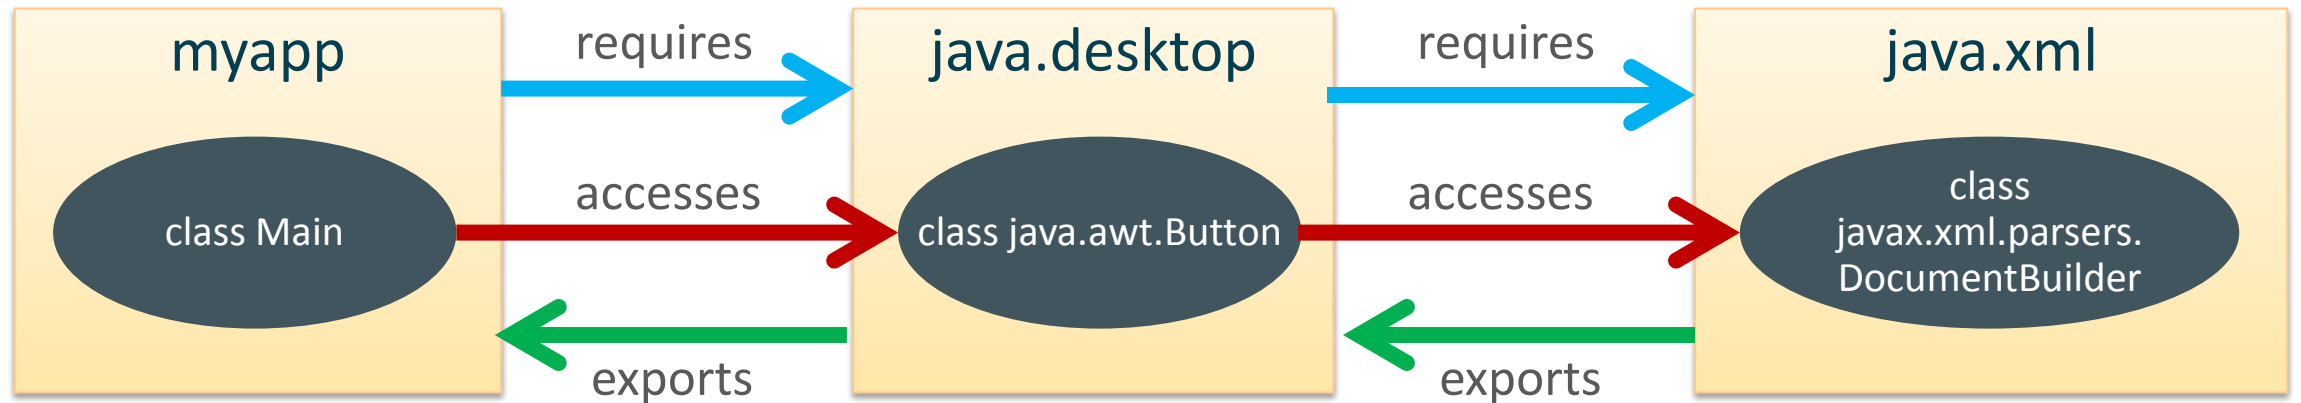 myapp
requires
java.desktop
requires
java.xml
class Main
accesses
class java.awt.Button
accesses
class
javax.xml.parsers.
DocumentBuilder
exports
exports